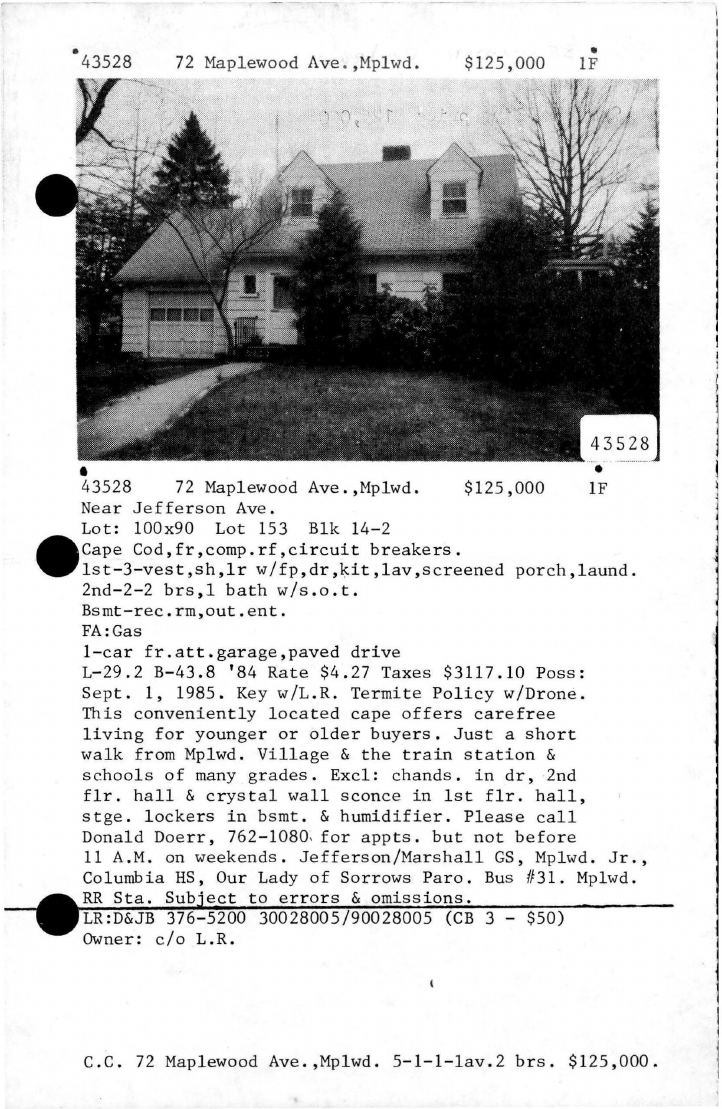 43528 72 Maplewood Ave.,Mplwd. $125,000 1F
43528
43528 72 Maplewood Ave.,Mplwd. $125,000 1F
Near Jefferson Ave.
Lot: 100x90 Lot 153 Blk 14-2
Cape Cod,fr,comp.rf,circuit breakers.
1st-3-vest,sh,lr w/fp,dr,kit,lav,screened porch,laund.
2nd-2-2 brs,1 bath w/s.o.t.
Bsmt-rec.rm,out.ent.
FA:Gas
1-car fr.att.garage,paved drive
L-29.2 B-43.8 '84 Rate $4.27 Taxes $3117.10 Poss:
Sept. 1, 1985. Key w/L.R. Termite Policy w/Drone.
This conveniently located cape offers carefree
living for younger or older buyers. Just a short
walk from Mplwd. Village & the train station &
schools of many grades. Excl: chands. in dr, 2nd
flr. hall & crystal wall sconce in 1st flr. hall,
stge. lockers in bsmt. & humidifier. Please call
Donald Doerr, 762-1080 for appts. but not before
11 A.M. on weekends. Jefferson/Marshall GS, Mplwd. Jr.,
Columbia HS, Our Lady of Sorrows Paro. Bus #31. Mplwd.
RR Sta. Subject to errors & omissions.
LR:D&JB 376-5200 30028005/90028005 (CB 3 - $50)
Owner: c/o L.R.
C.C. 72 Maplewood Ave.,Mplwd. 5-1-1-lav.2 brs. $125,000.